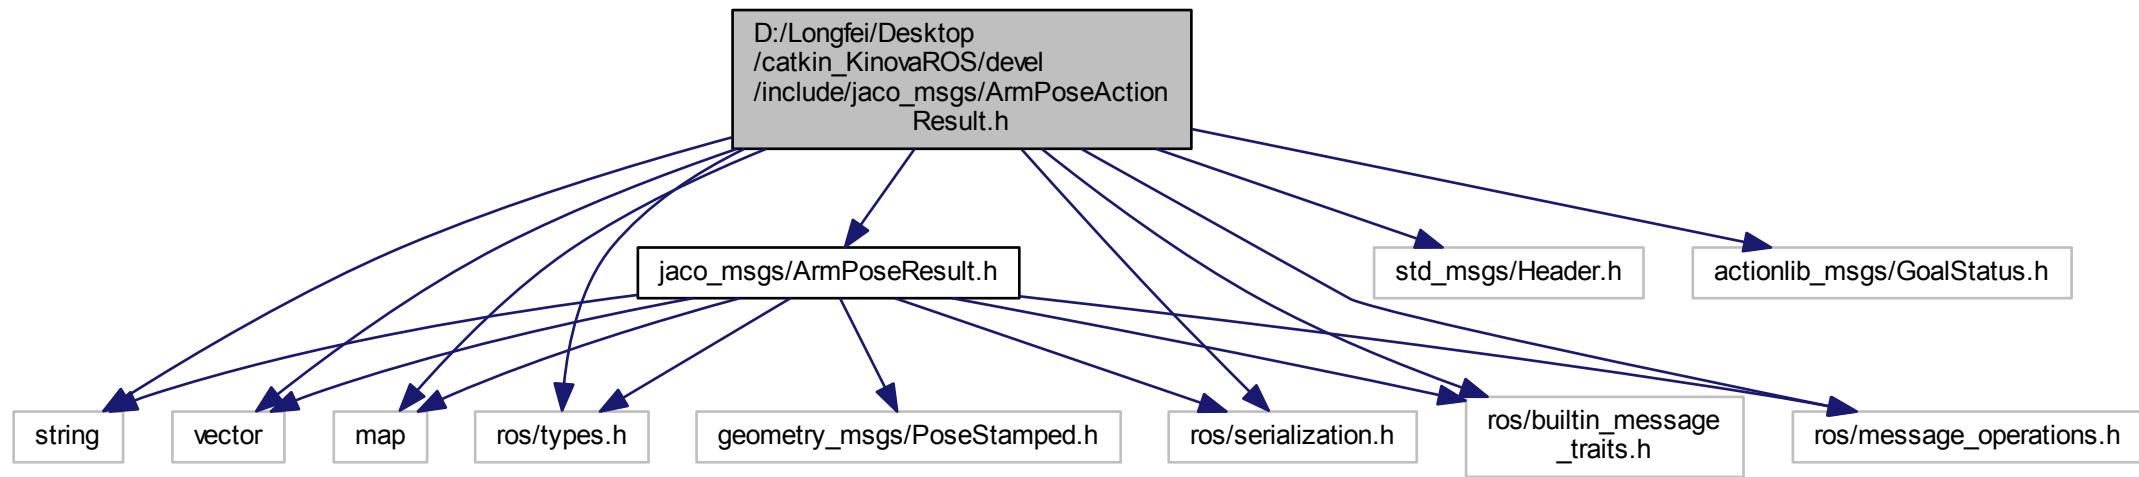 D:/Longfei/Desktop
/catkin_KinovaROS/devel
/include/jaco_msgs/ArmPoseAction
Result.h
jaco_msgs/ArmPoseResult.h
std_msgs/Header.h
actionlib_msgs/GoalStatus.h
string
vector
map
ros/types.h
geometry_msgs/PoseStamped.h
ros/serialization.h
ros/builtin_message
_traits.h
ros/message_operations.h